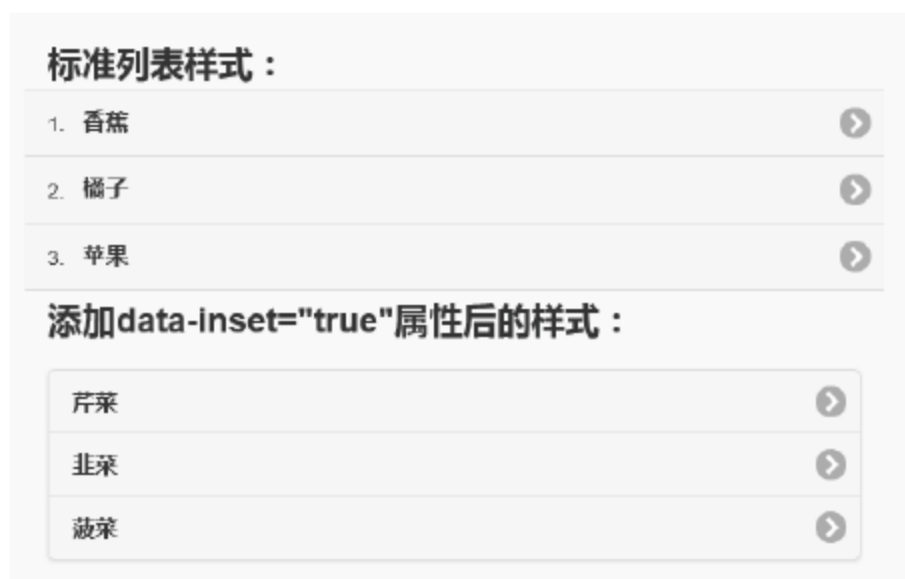 标准列表样式：
1. 香蕉
2. 橘子
3. 苹果
添加data-inset="true"属性后的样式：
芹菜
韭菜
菠菜